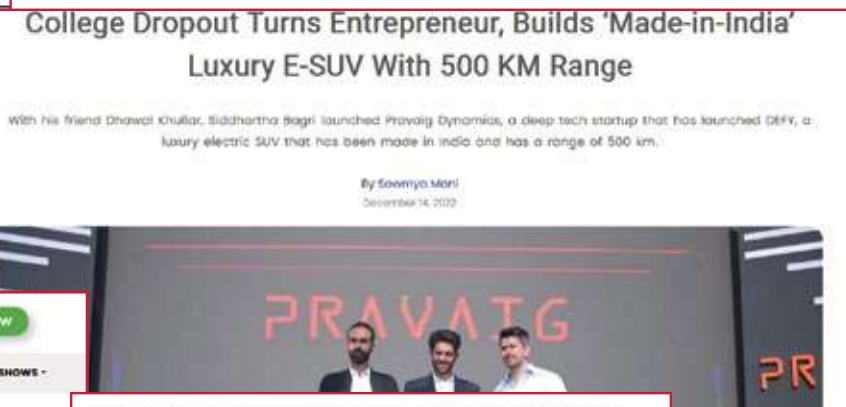 College Dropout Turns Entrepreneur, Builds ‘Made-in-India’
Luxury E-SUV With 500 KM Range
With his friend Dhawal Khullar, Siddhartha Bagri launched Pravaig Dynamics, a deep tech startup that has launched DEFY, a
luxury electric SUV that has been made in India and has a range of 500 km.
By Sowmya Mani
December 14, 2022
PRAVAIG
PR
W
SHOWS -